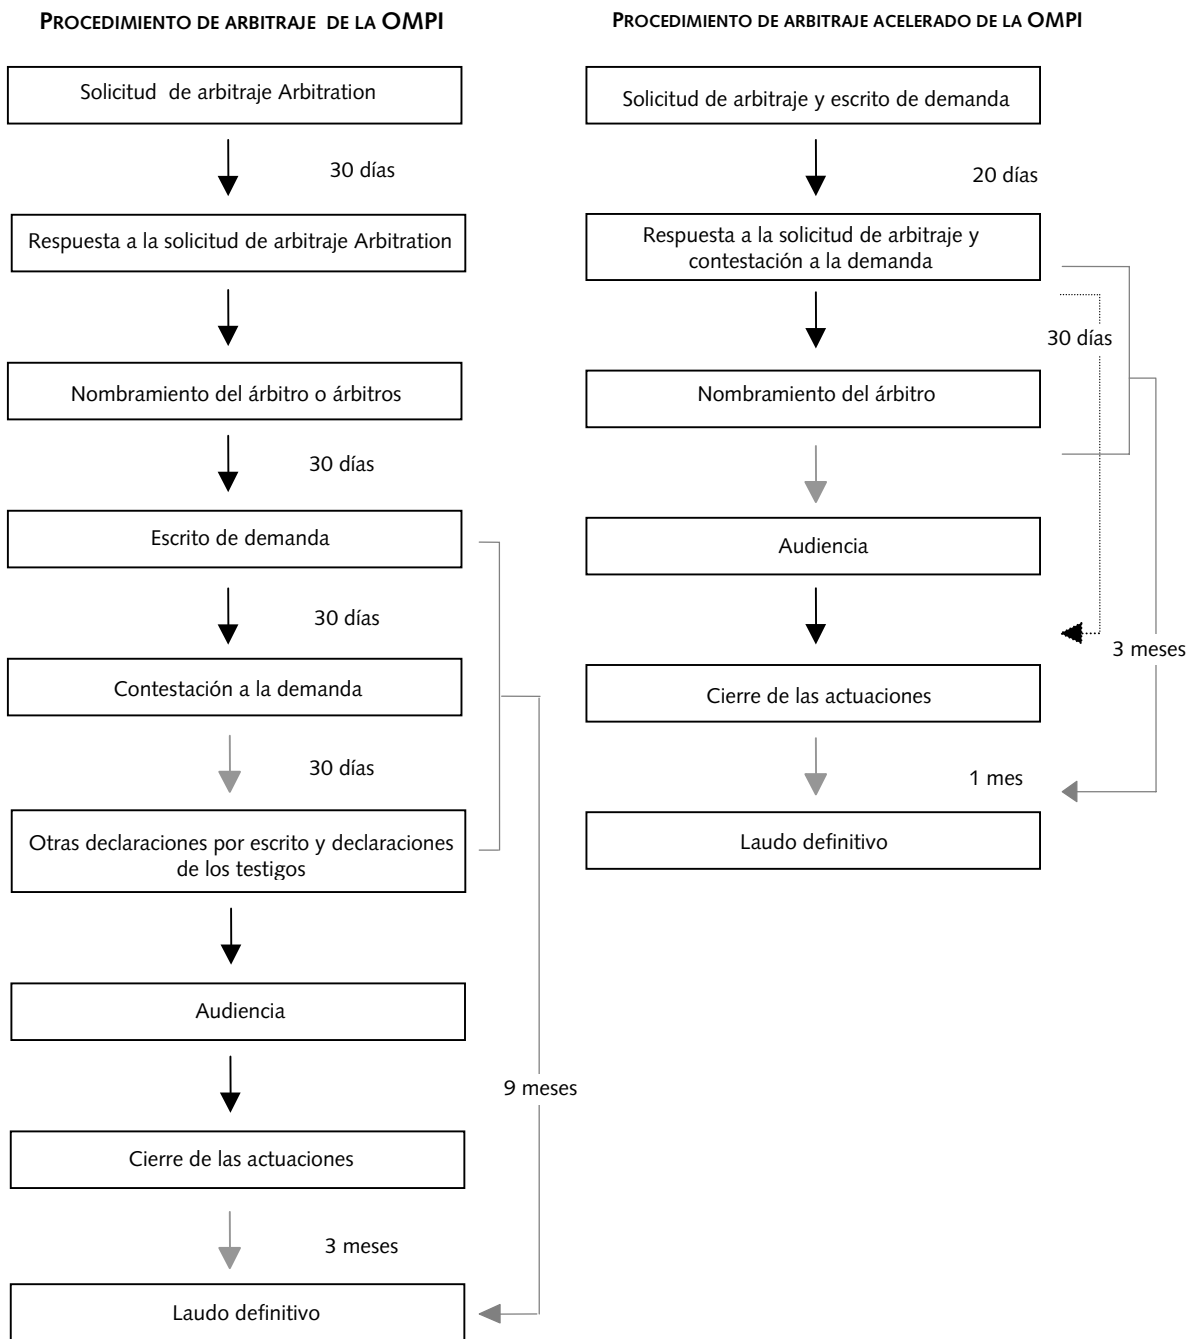 PROCEDIMIENTO DE ARBITRAJE DE LA OMPI
Solicitud de arbitraje Arbitration
30 días
Respuesta a la solicitud de arbitraje Arbitration
Nombramiento del árbitro o árbitros
30 días
Escrito de demanda
30 días
Contestación a la demanda
30 días
Otras declaraciones por escrito y declaraciones
de los testigos
Audiencia
9 meses
Cierre de las actuaciones
3 meses
Laudo definitivo
PROCEDIMIENTO DE ARBITRAJE ACELERADO DE LA OMPI
Solicitud de arbitraje y escrito de demanda
20 días
Respuesta a la solicitud de arbitraje y
contestación a la demanda
30 días
Nombramiento del árbitro
Audiencia
3 meses
Cierre de las actuaciones
1 mes
Laudo definitivo